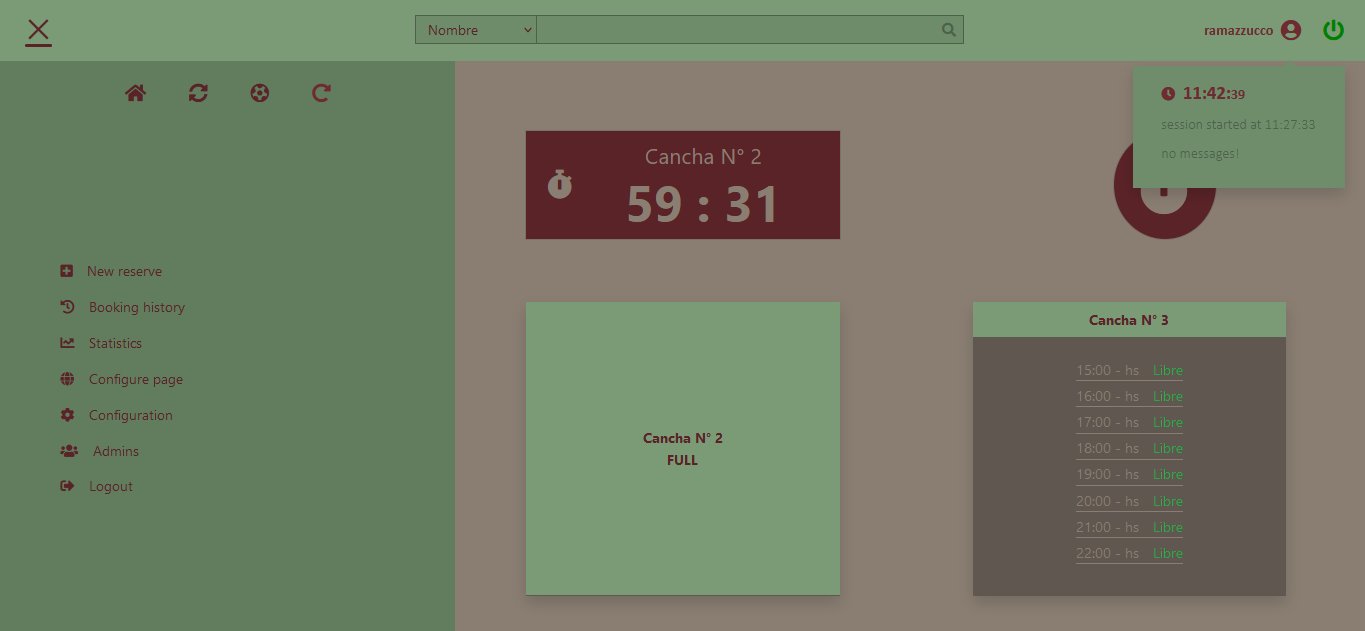 Nombre
ramazzucco
11:42:39
session started at 11:27:33
no messages!
Cancha N° 2
59 : 31
New reserve
Booking history
Statistics
Configure page
Configuration
Admins
Logout
Cancha N° 2
FULL
Cancha N° 3
15:00 - hs Libre
16:00 - hs Libre
17:00 - hs Libre
18:00 - hs Libre
19:00 - hs Libre
20:00 - hs Libre
21:00 - hs Libre
22:00 - hs Libre